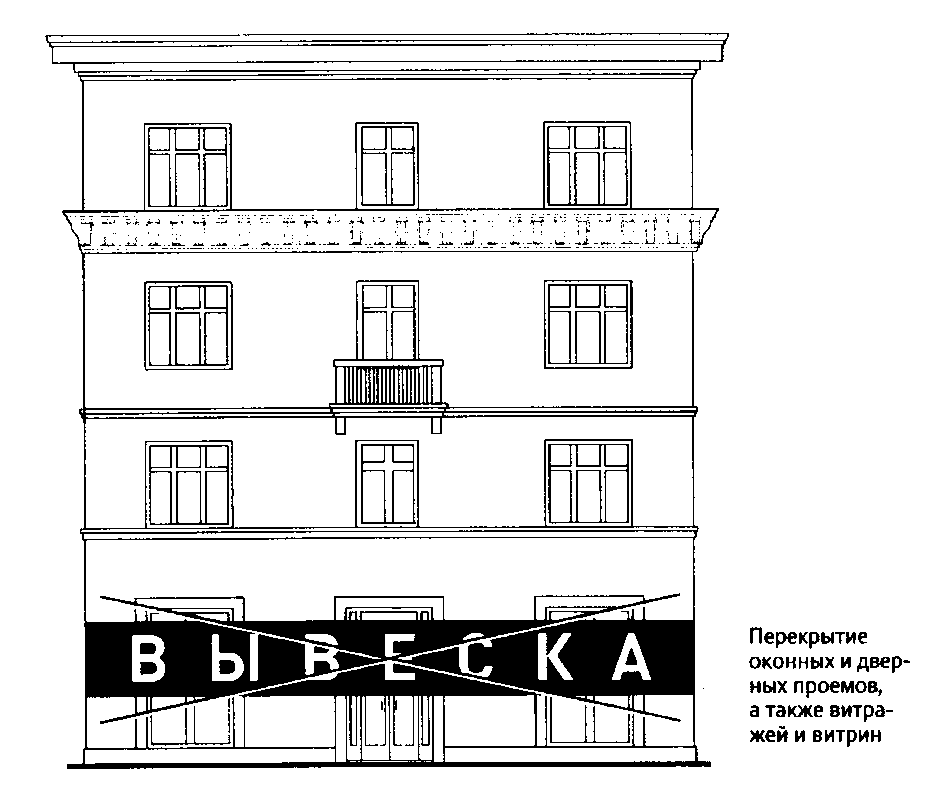 ВЫВЕСКА
Перекрытие
оконных и двер-
ных проемов,
а также витра-
жей и витрин